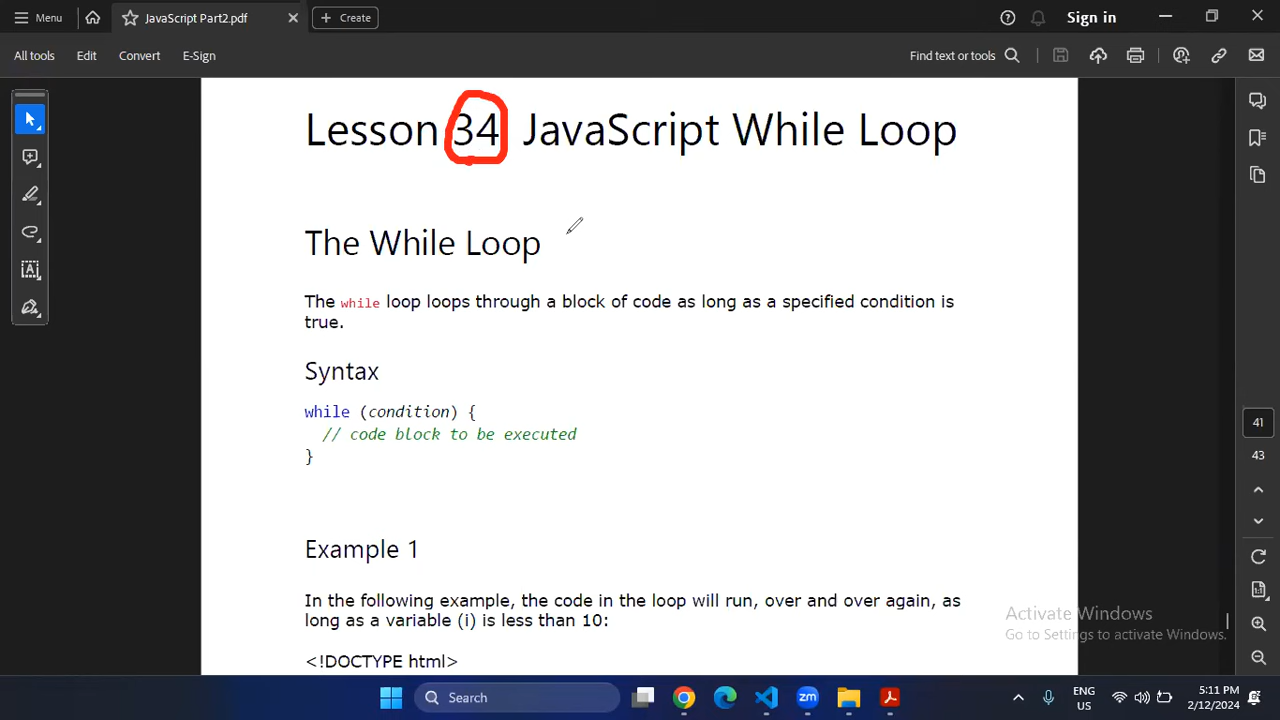 Menu
JavaScript Part2.pdf
Create
Sign in
All tools Edit Convert E-Sign
Find text or tools
Lesson 34 JavaScript While Loop
The While Loop
The while loop loops through a block of code as long as a specified condition is
true.
Syntax
while (condition) {
// code block to be executed
}
41
43
Example 1
In the following example, the code in the loop will run, over and over again, as
long as a variable (i) is less than 10:
<!DOCTYPE html>
Activate Windows
Go to Settings to activate Windows.
Search
ENG
US
5:11 PM
2/12/2024